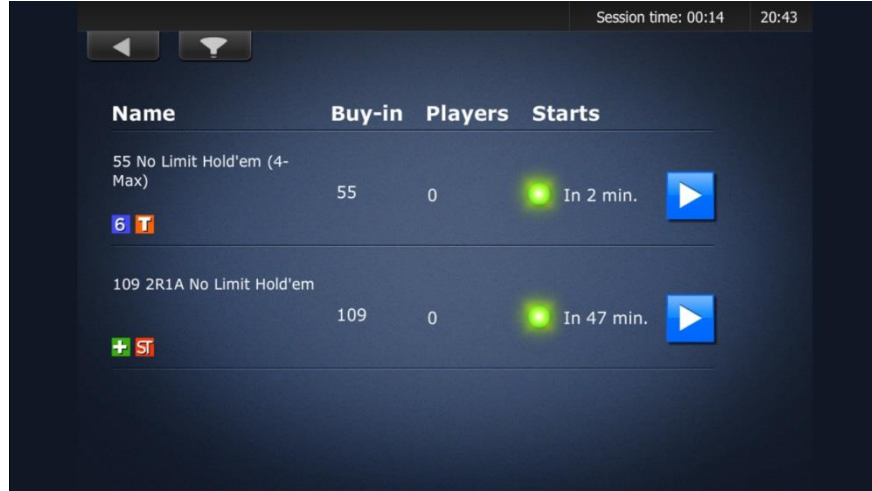 Session time: 00:14 20:43
Name Buy-in Players Starts
55 No Limit Hold'em (4-
Max)
55 0 In 2 min.
6 T
109 2R1A No Limit Hold'em
109 0 In 47 min.
+ ST